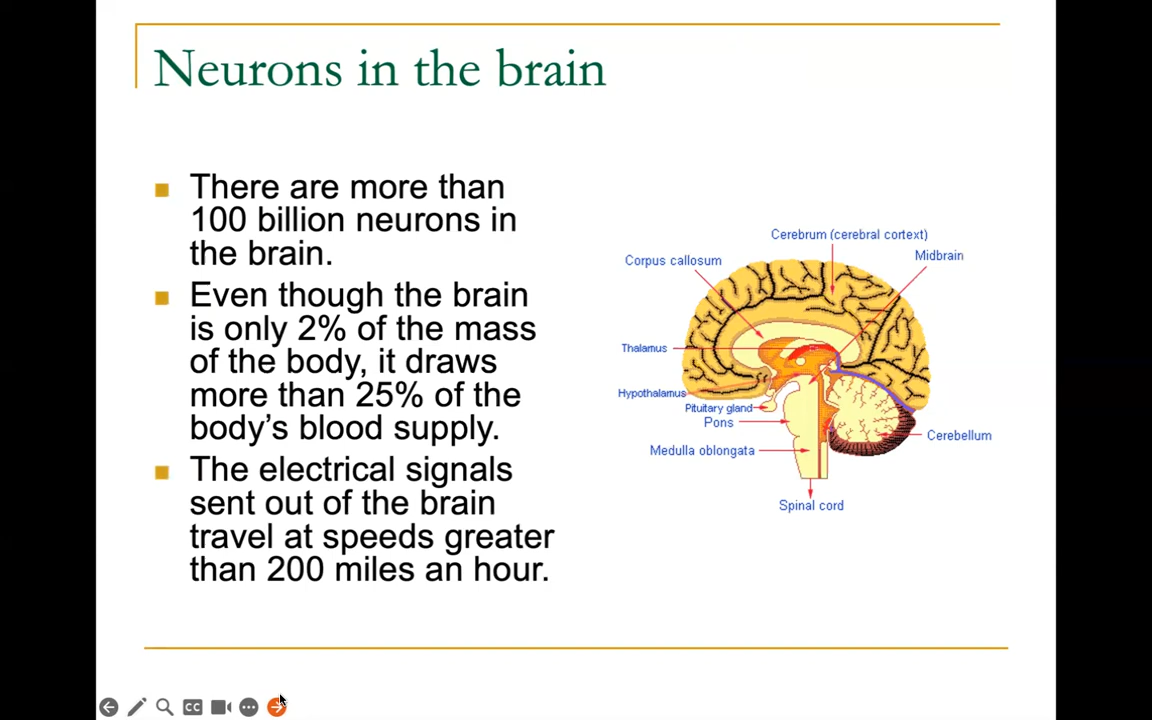 Neurons in the brain
There are more than
100 billion neurons in
the brain.
Even though the brain
is only 2% of the mass
of the body, it draws
more than 25% of the
body’s blood supply.
The electrical signals
sent out of the brain
travel at speeds greater
than 200 miles an hour.
Cerebrum (cerebral cortext)
Corpus callosum
Midbrain
Thalamus
Hypothalamus
Pituitary gland
Pons
Cerebellum
Medulla oblongata
Spinal cord
CC